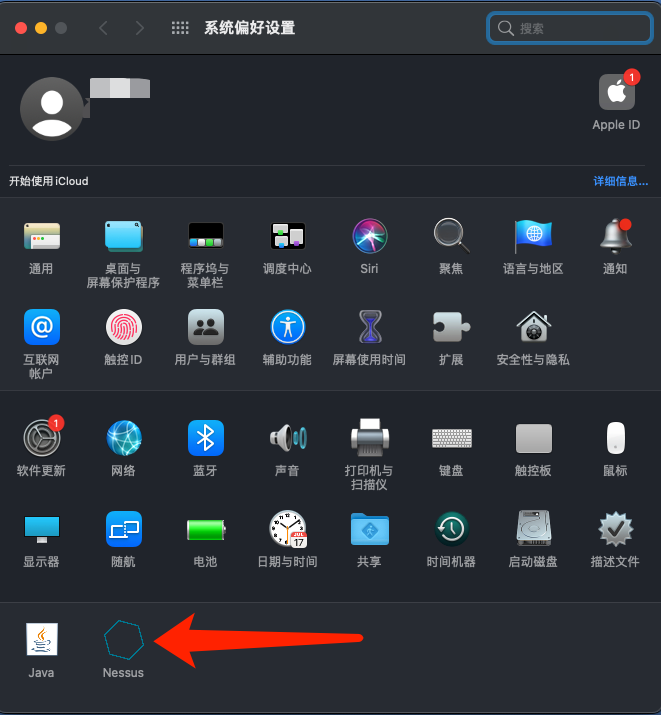 系统偏好设置
搜索
1
Apple ID
开始使用 iCloud
详细信息...
通用
桌面与
屏幕保护程序
程序坞与
菜单栏
调度中心
Siri
聚焦
语言与地区
通知
@
互联网
帐户
触控 ID
用户与群组
辅助功能
屏幕使用时间
扩展
安全性与隐私
1
软件更新
网络
蓝牙
声音
打印机与
扫描仪
键盘
触控板
鼠标
显示器
随航
电池
JUL
17
日期与时间
共享
时间机器
启动磁盘
描述文件
Java
Java
Nessus